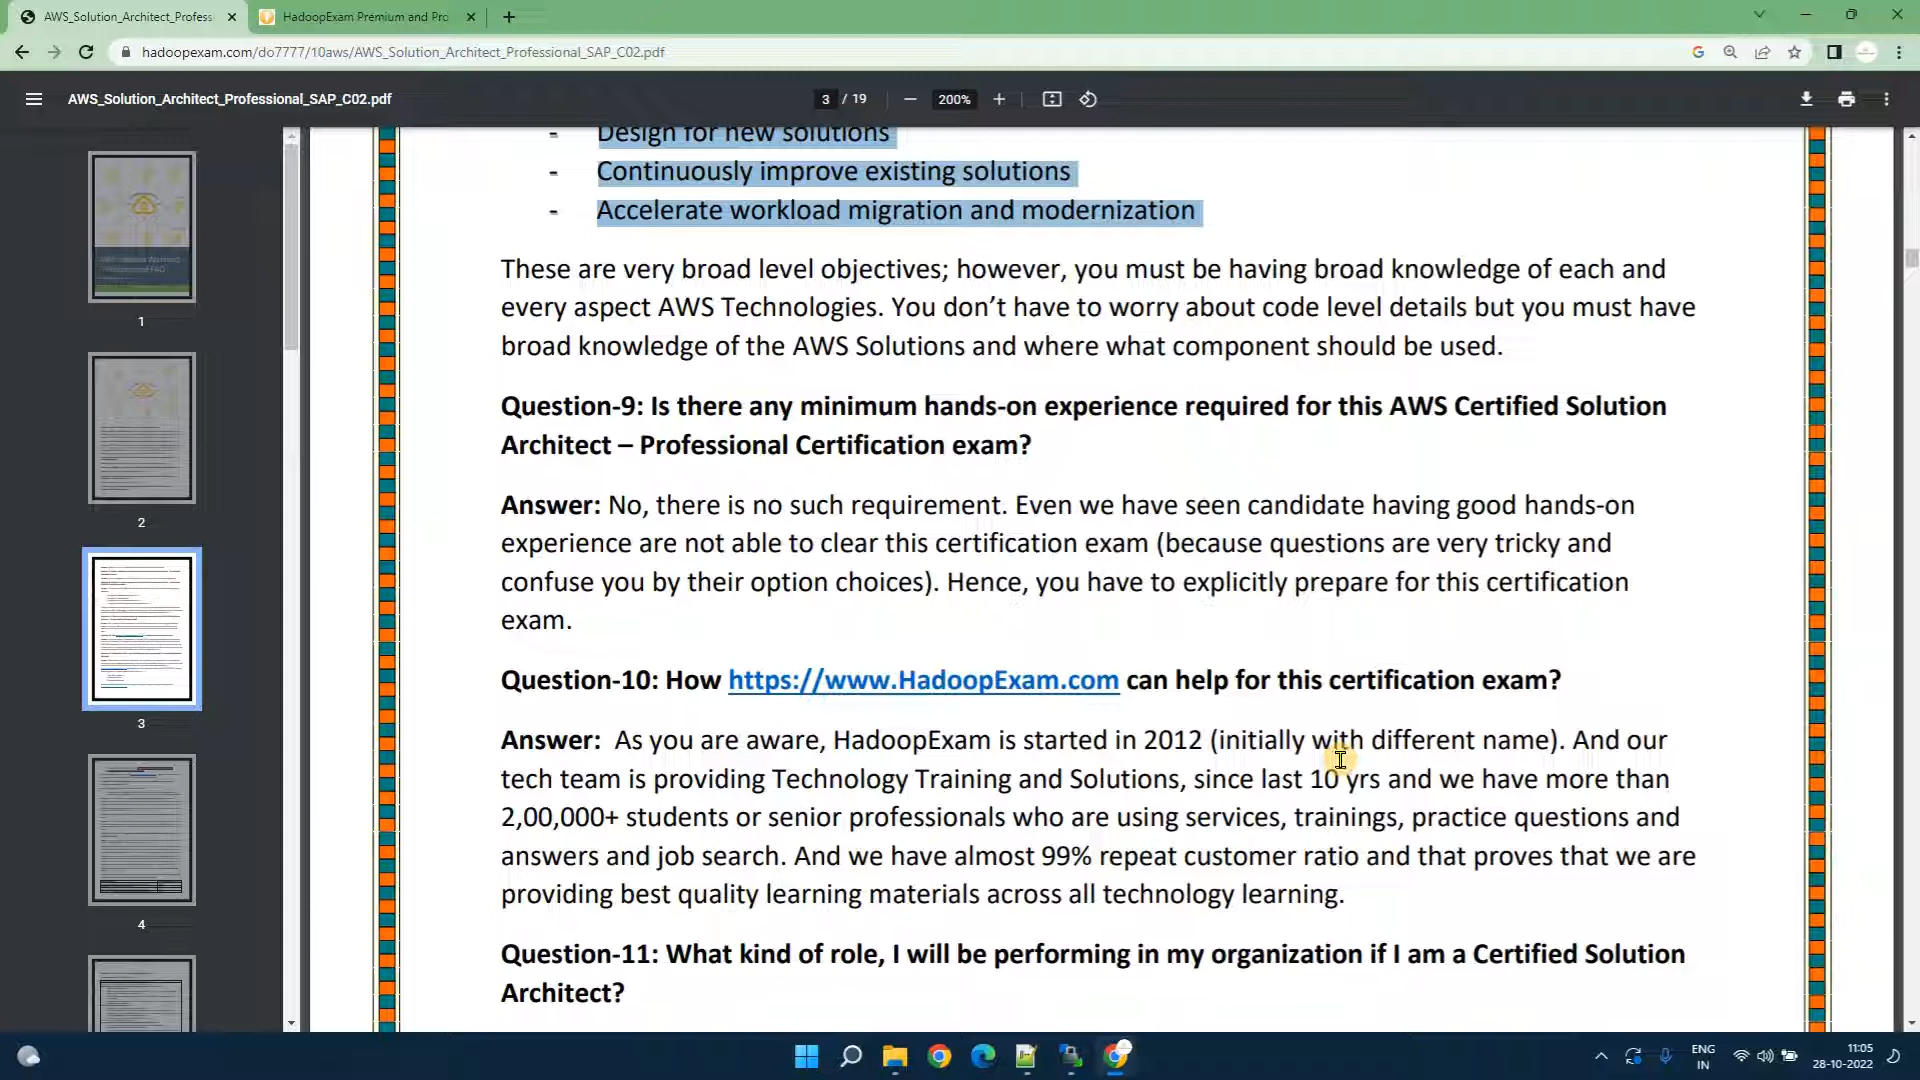 AWS_Solution_Architect_Profess
HadoopExam Premium and Pro
hadoopexam.com/do7777/10aws/AWS_Solution_Architect_Professional_SAP_C02.pdf
AWS_Solution_Architect_Professional_SAP_C02.pdf
3 / 19
200%
- Design for new solutions
- Continuously improve existing solutions
- Accelerate workload migration and modernization
These are very broad level objectives; however, you must be having broad knowledge of each and
every aspect AWS Technologies. You don’t have to worry about code level details but you must have
broad knowledge of the AWS Solutions and where what component should be used.
Question-9: Is there any minimum hands-on experience required for this AWS Certified Solution
Architect – Professional Certification exam?
Answer: No, there is no such requirement. Even we have seen candidate having good hands-on
experience are not able to clear this certification exam (because questions are very tricky and
confuse you by their option choices). Hence, you have to explicitly prepare for this certification
exam.
Question-10: How https://www.HadoopExam.com can help for this certification exam?
Answer: As you are aware, HadoopExam is started in 2012 (initially with different name). And our
tech team is providing Technology Training and Solutions, since last 10 yrs and we have more than
2,00,000+ students or senior professionals who are using services, trainings, practice questions and
answers and job search. And we have almost 99% repeat customer ratio and that proves that we are
providing best quality learning materials across all technology learning.
Question-11: What kind of role, I will be performing in my organization if I am a Certified Solution
Architect?
1
2
3
4
ENG
IN
11:05
28-10-2022